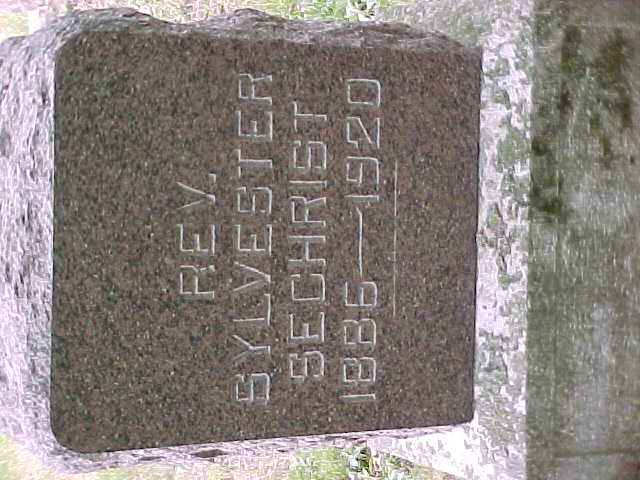 REV.
SYLVESTER
SECHRIST
1886—1920